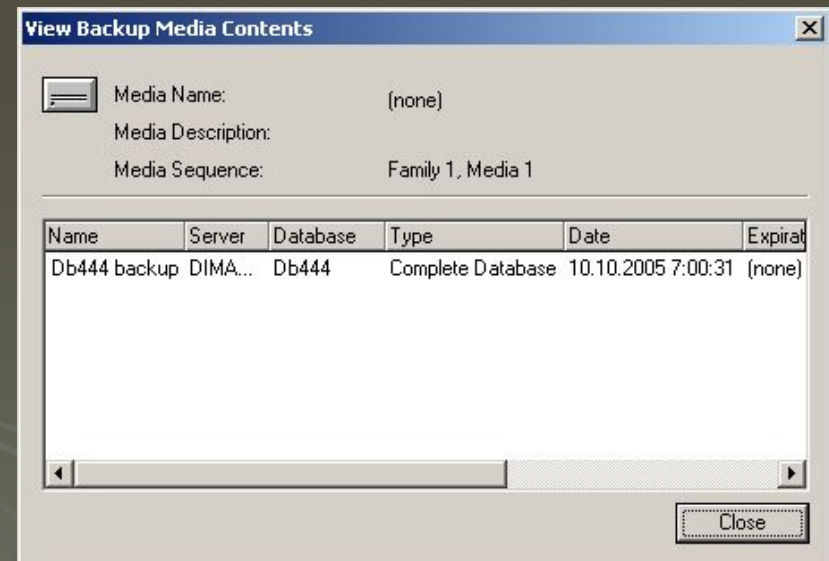 View Backup Media Contents
Media Name: (none)
Media Description:
Media Sequence: Family 1, Media 1
Name Server Database Type Date Expirat
Db444 backup DIMA... Db444 Complete Database 10.10.2005 7:00:31 (none)
Close